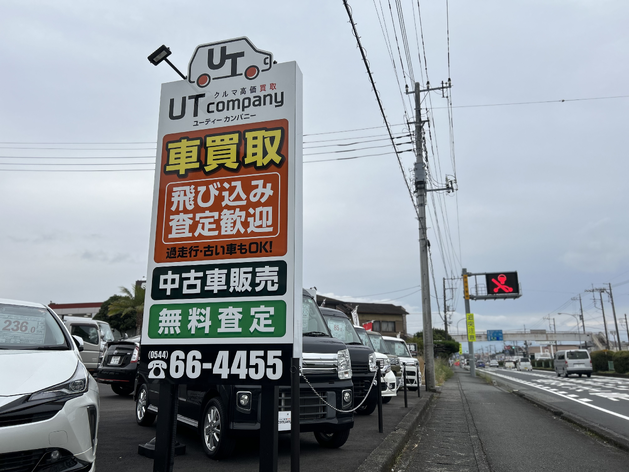 UT
クルマ高価買取
UT company
ユーティー カンパニー
車買取
飛び込み
査定歓迎
過走行・古い車もOK!
中古車販売
無料査定
(0544)
66-4455
236.0